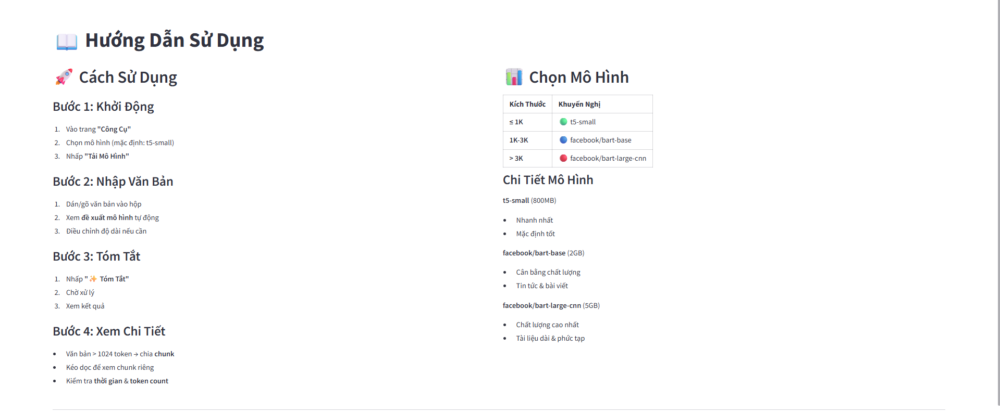 📖 Hướng Dẫn Sử Dụng
🚀 Cách Sử Dụng
Bước 1: Khởi Động
1. Vào trang "Công Cụ"
2. Chọn mô hình (mặc định: t5-small)
3. Nhấp "Tải Mô Hình"
Bước 2: Nhập Văn Bản
1. Dán/gõ văn bản vào hộp
2. Xem đề xuất mô hình tự động
3. Điều chỉnh độ dài nếu cần
Bước 3: Tóm Tắt
1. Nhấp "✨ Tóm Tắt"
2. Chờ xử lý
3. Xem kết quả
Bước 4: Xem Chi Tiết
• Văn bản > 1024 token → chia chunk
• Kéo dọc để xem chunk riêng
• Kiểm tra thời gian & token count
📊 Chọn Mô Hình
Kích Thước Khuyến Nghị
≤ 1K 🟢 t5-small
1K-3K 🔵 facebook/bart-base
> 3K 🔴 facebook/bart-large-cnn
Chi Tiết Mô Hình
t5-small (800MB)
• Nhanh nhất
• Mặc định tốt
facebook/bart-base (2GB)
• Cân bằng chất lượng
• Tin tức & bài viết
facebook/bart-large-cnn (5GB)
• Chất lượng cao nhất
• Tài liệu dài & phức tạp